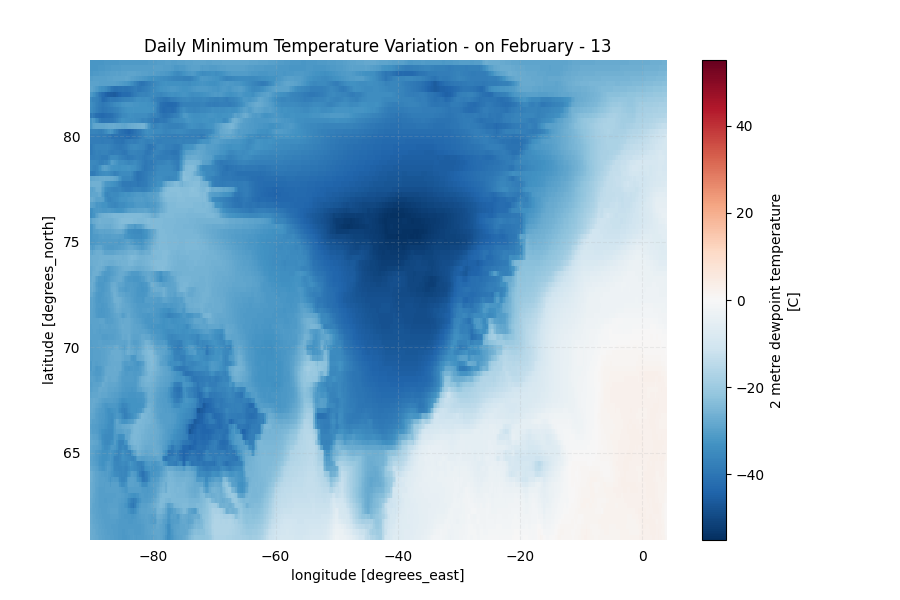 Daily Minimum Temperature Variation - on February - 13
80
75
70
65
latitude [degrees_north]
−80
−60
−40
−20
0
longitude [degrees_east]
40
20
0
−20
−40
2 metre dewpoint temperature
[C]